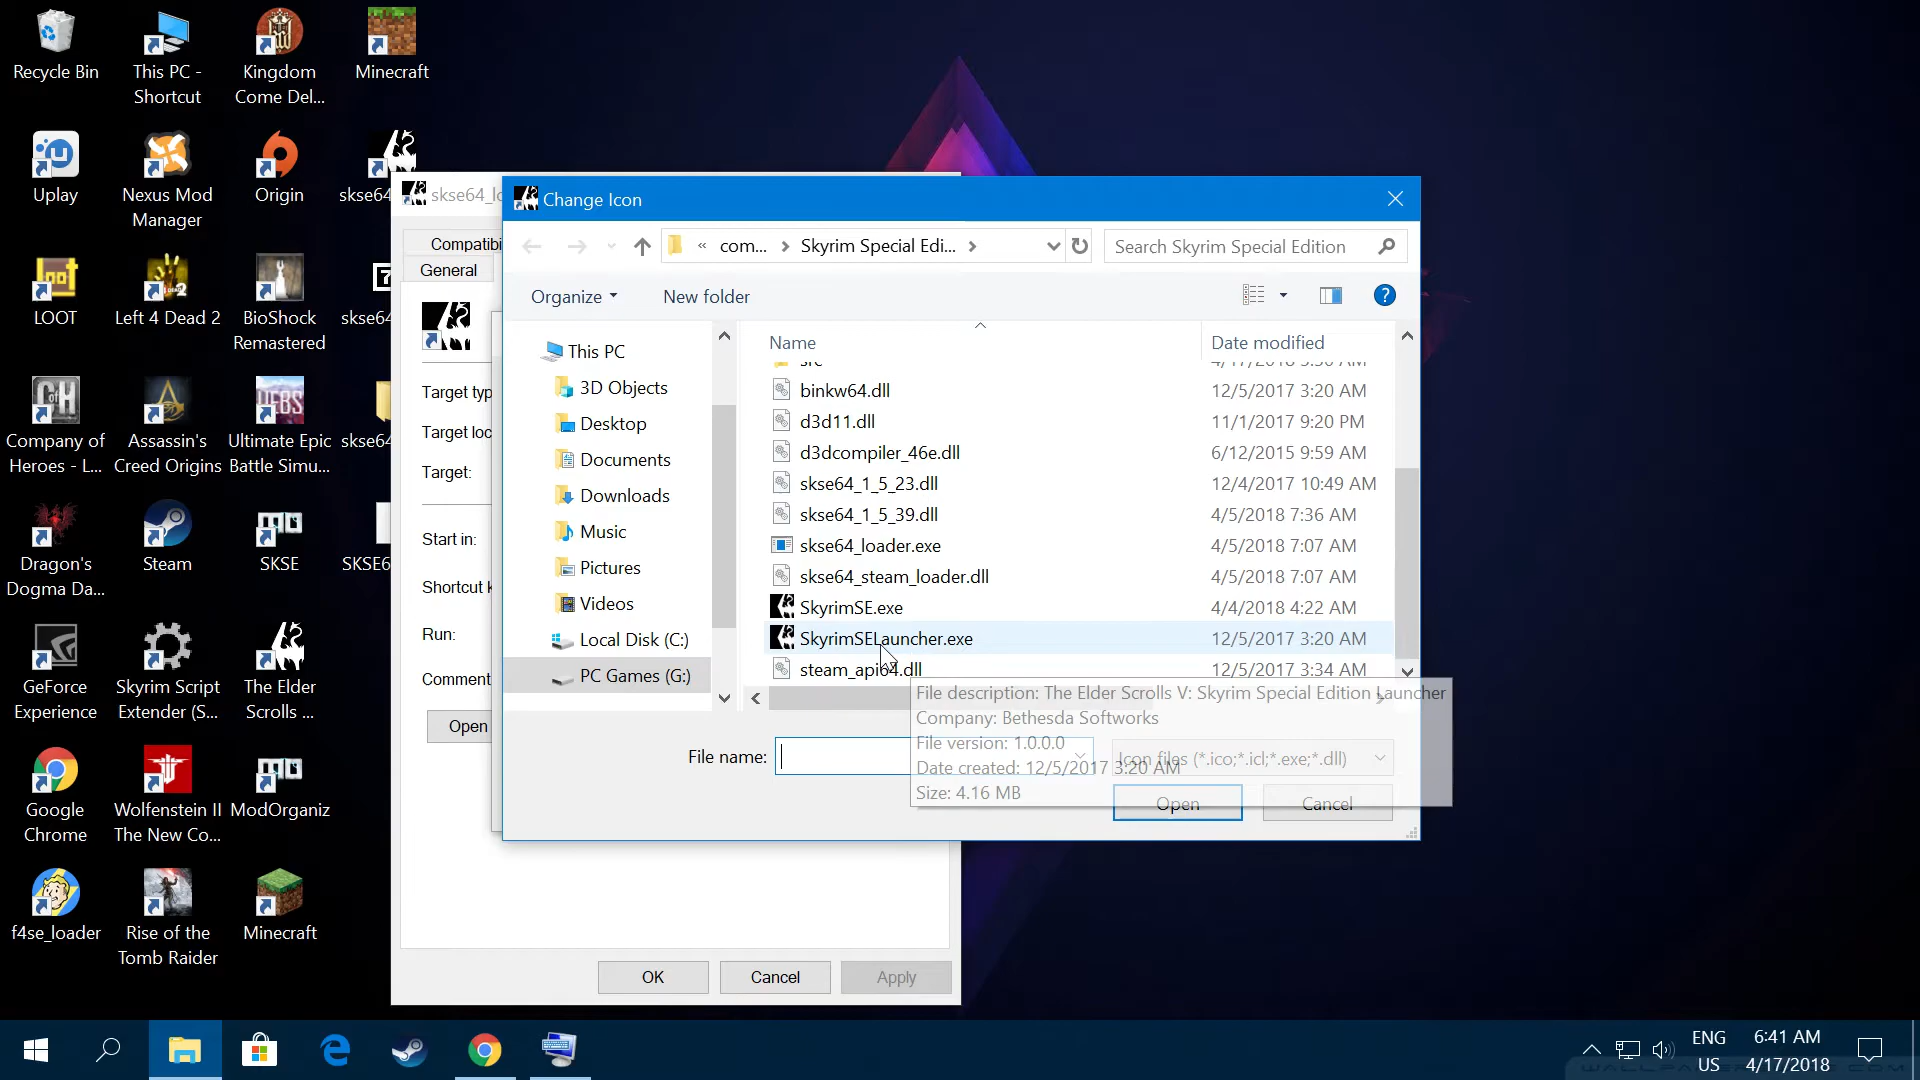 Recycle Bin
This PC -
Shortcut
Kingdom
Come Del...
Minecraft
Uplay
Nexus Mod
Manager
Origin
skse64
LOOT
Left 4 Dead 2
BioShock
Remastered
skse64
Company of
Heroes - L...
Assassin's
Creed Origins
Ultimate Epic
Battle Simu...
skse64
Dragon's
Dogma Da...
Steam
SKSE
SKSE6
GeForce
Experience
Skyrim Script
Extender (S...
The Elder
Scrolls ...
Google
Chrome
Wolfenstein II
The New Co...
ModOrganiz
f4se_loader
Rise of the
Tomb Raider
Minecraft
skse64_lo
Compatibi
General
Target typ
Target loc
Target:
Start in:
Shortcut k
Run:
Comment
Open
OK
Cancel
Apply
Change Icon
« com... > Skyrim Special Edi... >
Search Skyrim Special Edition
Organize
New folder
This PC
3D Objects
Desktop
Documents
Downloads
Music
Pictures
Videos
Local Disk (C:)
PC Games (G:)
Name
Date modified
binkw64.dll 12/5/2017 3:20 AM
d3d11.dll 11/1/2017 9:20 PM
d3dcompiler_46e.dll 6/12/2015 9:59 AM
skse64_1_5_23.dll 12/4/2017 10:49 AM
skse64_1_5_39.dll 4/5/2018 7:36 AM
skse64_loader.exe 4/5/2018 7:07 AM
skse64_steam_loader.dll 4/5/2018 7:07 AM
SkyrimSE.exe 4/4/2018 4:22 AM
SkyrimSELauncher.exe 12/5/2017 3:20 AM
steam_api64.dll 12/5/2017 3:34 AM
File description: The Elder Scrolls V: Skyrim Special Edition Launcher
Company: Bethesda Softworks
File version: 1.0.0.0
Date created: 12/5/2017 3:20 AM
Size: 4.16 MB
File name:
Icon files (*.ico;*.icl;*.exe;*.dll)
Open
Cancel
ENG
US
6:41 AM
4/17/2018